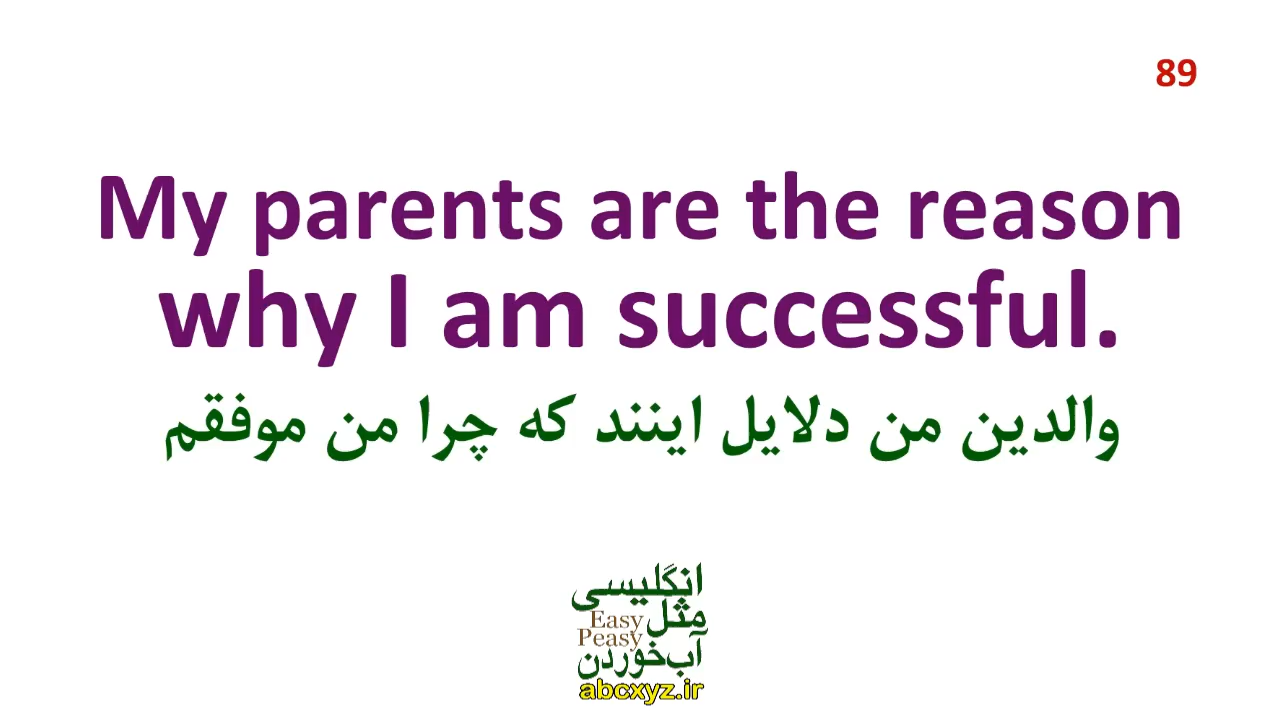 89
My parents are the reason
why I am successful.
والدین من دلایل اینند که چرا من موفقم
انگلیسی
مثل
Easy
Peasy
آب‌خوردن
abcxyz.ir